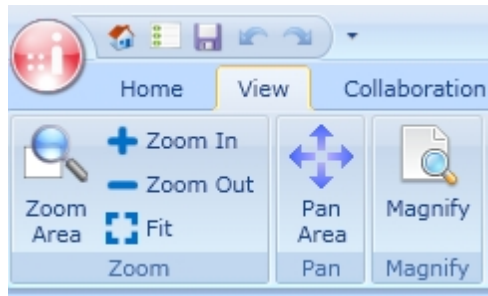 Home View Collaboration
Zoom Area
Zoom In
Zoom Out
Fit
Pan Area
Magnify
Zoom Pan Magnify